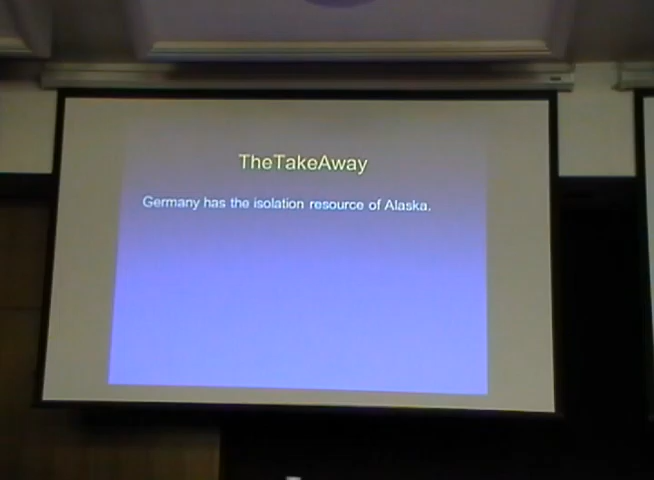 TheTakeAway
Germany has the isolation resource of Alaska.